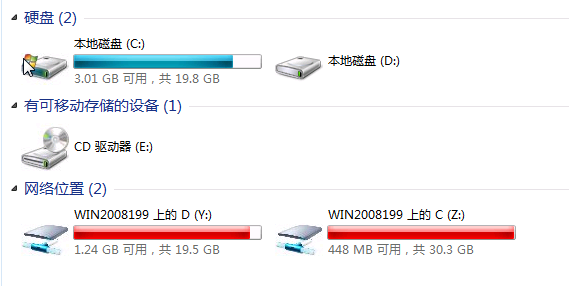 硬盘 (2)
本地磁盘 (C:)
3.01 GB 可用，共 19.8 GB
本地磁盘 (D:)
有可移动存储的设备 (1)
CD 驱动器 (E:)
网络位置 (2)
WIN2008199 上的 D (Y:)
1.24 GB 可用，共 19.5 GB
WIN2008199 上的 C (Z:)
448 MB 可用，共 30.3 GB